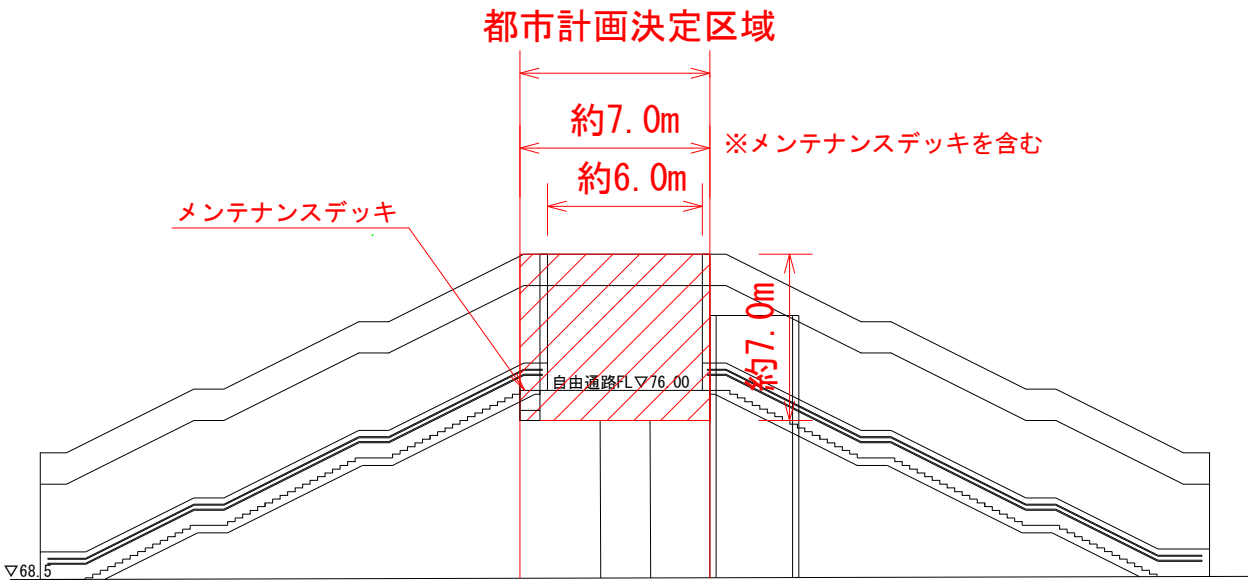 都市計画決定区域
約7.0m
※メンテナンスデッキを含む
約6.0m
メンテナンスデッキ
約7.0m
自由通路FL▽76.00
▽68.5